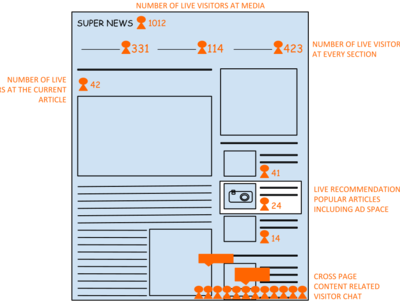 NUMBER OF LIVE VISITORS AT MEDIA
SUPER NEWS 1012
331 114 423
NUMBER OF LIVE VISITOR
AT EVERY SECTION
NUMBER OF LIVE
RS AT THE CURRENT
ARTICLE
42
41
24
14
LIVE RECOMMENDATION
POPULAR ARTICLES
INCLUDING AD SPACE
CROSS PAGE
CONTENT RELATED
VISITOR CHAT